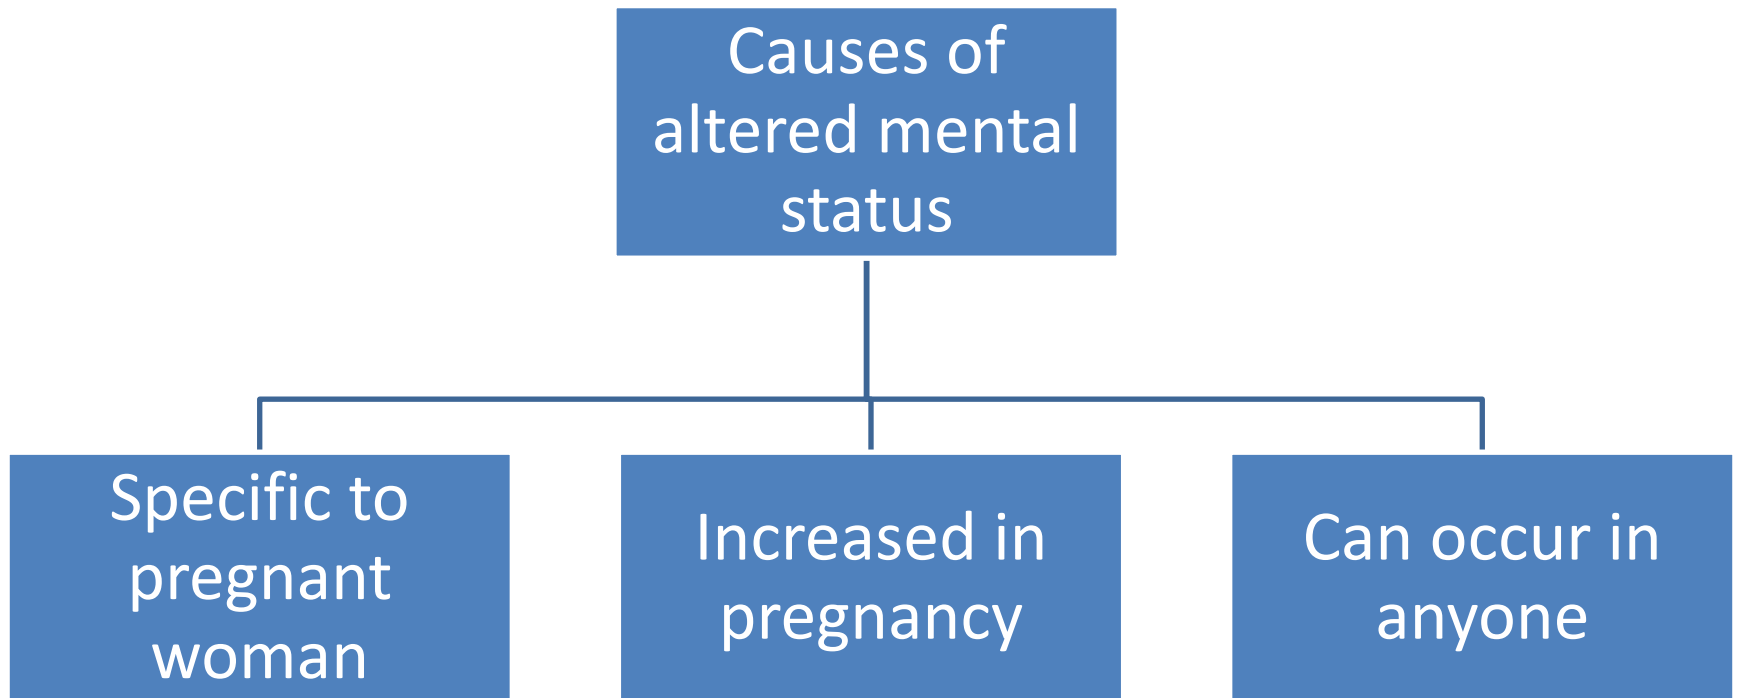 Causes of
altered mental
status
Specific to
pregnant
woman
Increased in
pregnancy
Can occur in
anyone